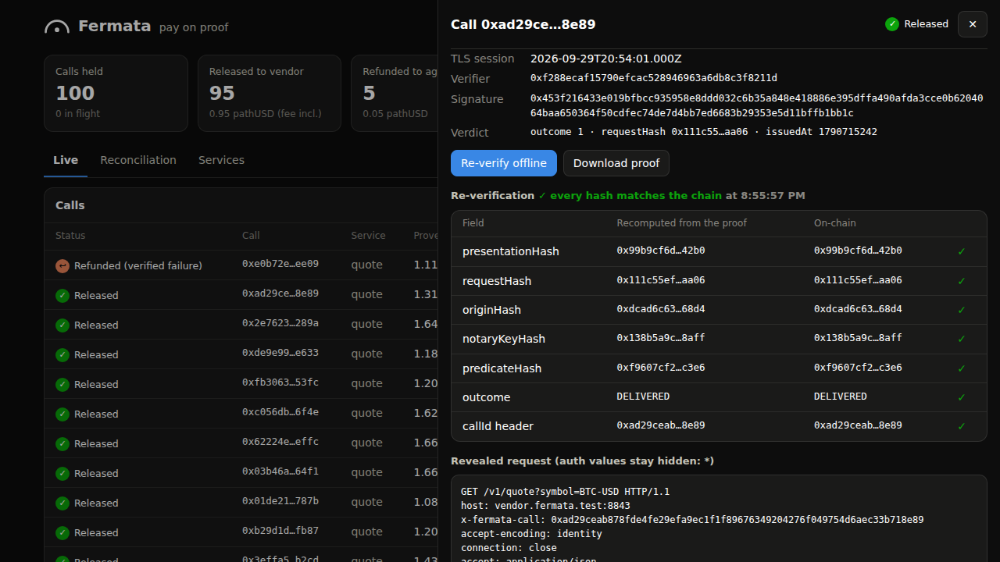 Fermata pay on proof
Calls held
100
0 in flight
Released to vendor
95
0.95 pathUSD (fee incl.)
Refunded to ag
5
0.05 pathUSD
Live Reconciliation Services
Calls
Status Call Service Prove
Refunded (verified failure) 0xe0b72e…ee09 quote 1.11
Released 0xad29ce…8e89 quote 1.31
Released 0x2e7623…289a quote 1.64
Released 0xde9e99…e633 quote 1.18
Released 0xfb3063…53fc quote 1.20
Released 0xc056db…6f4e quote 1.62
Released 0x62224e…effc quote 1.66
Released 0x03b46a…64f1 quote 1.66
Released 0x01de21…787b quote 1.08
Released 0xb29d1d…fb87 quote 1.20
Released 0x3effa5…b2cd quote 1.43
Call 0xad29ce…8e89 Released ✕
TLS session 2026-09-29T20:54:01.000Z
Verifier 0xf288ecaf15790efcac528946963a6db8c3f8211d
Signature 0x453f216433e019bfbcc935958e8ddd032c6b35a848e418886e395dffa490afda3cce0b62040
64baa650364f50cdfec74de7d4bb7ed6683b29353e5d11bffb1bb1c
Verdict outcome 1 · requestHash 0x111c55…aa06 · issuedAt 1790715242
Re-verify offline Download proof
Re-verification ✓ every hash matches the chain at 8:55:57 PM
Field Recomputed from the proof On-chain
presentationHash 0x99b9cf6d…42b0 0x99b9cf6d…42b0 ✓
requestHash 0x111c55ef…aa06 0x111c55ef…aa06 ✓
originHash 0xdcad6c63…68d4 0xdcad6c63…68d4 ✓
notaryKeyHash 0x138b5a9c…8aff 0x138b5a9c…8aff ✓
predicateHash 0xf9607cf2…c3e6 0xf9607cf2…c3e6 ✓
outcome DELIVERED DELIVERED ✓
callId header 0xad29ceab…8e89 0xad29ceab…8e89 ✓
Revealed request (auth values stay hidden: *)
GET /v1/quote?symbol=BTC-USD HTTP/1.1
host: vendor.fermata.test:8843
x-fermata-call: 0xad29ceab878fde4fe29efa9ec1f1f89676349204276f049754d6aec33b718e89
accept-encoding: identity
connection: close
accept: application/json